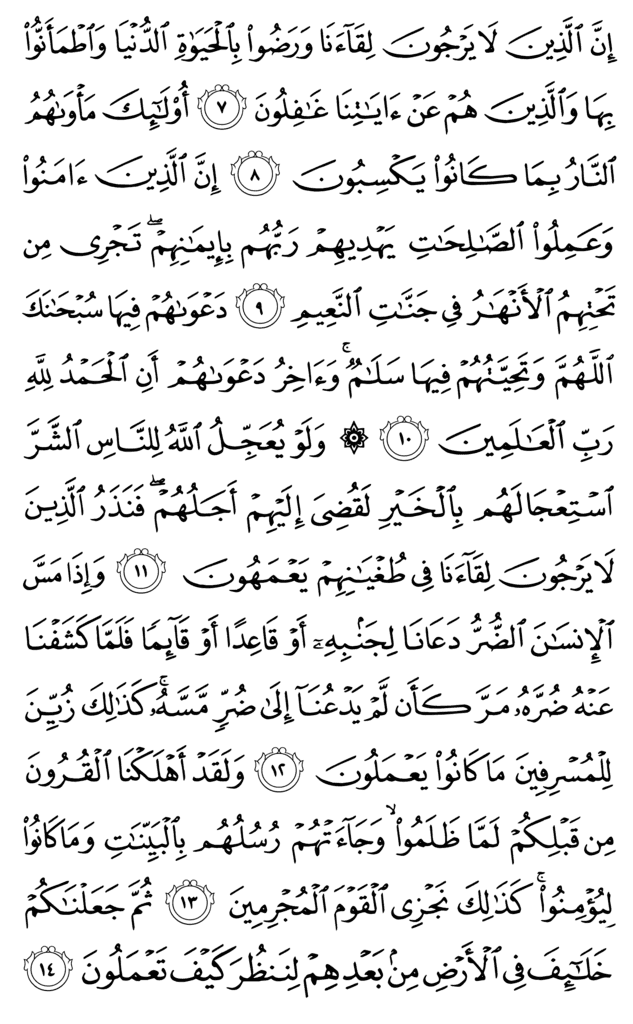 إِنَّ ٱلَّذِينَ لَا يَرۡجُونَ لِقَآءَنَا وَرَضُواْ بِٱلۡحَيَوٰةِ ٱلدُّنۡيَا وَٱطۡمَأَنُّواْ
بِهَا وَٱلَّذِينَ هُمۡ عَنۡ ءَايَٰتِنَا غَٰفِلُونَ ٧ أُوْلَٰٓئِكَ مَأۡوَىٰهُمُ
ٱلنَّارُ بِمَا كَانُواْ يَكۡسِبُونَ ٨ إِنَّ ٱلَّذِينَ ءَامَنُواْ
وَعَمِلُواْ ٱلصَّٰلِحَٰتِ يَهۡدِيهِمۡ رَبُّهُم بِإِيمَٰنِهِمۡۖ تَجۡرِي مِن
تَحۡتِهِمُ ٱلۡأَنۡهَٰرُ فِي جَنَّٰتِ ٱلنَّعِيمِ ٩ دَعۡوَىٰهُمۡ فِيهَا سُبۡحَٰنَكَ
ٱللَّهُمَّ وَتَحِيَّتُهُمۡ فِيهَا سَلَٰمٞۚ وَءَاخِرُ دَعۡوَىٰهُمۡ أَنِ ٱلۡحَمۡدُ لِلَّهِ
رَبِّ ٱلۡعَٰلَمِينَ ١٠ ۞ وَلَوۡ يُعَجِّلُ ٱللَّهُ لِلنَّاسِ ٱلشَّرَّ
ٱسۡتِعۡجَالَهُم بِٱلۡخَيۡرِ لَقُضِيَ إِلَيۡهِمۡ أَجَلُهُمۡۖ فَنَذَرُ ٱلَّذِينَ
لَا يَرۡجُونَ لِقَآءَنَا فِي طُغۡيَٰنِهِمۡ يَعۡمَهُونَ ١١ وَإِذَا مَسَّ
ٱلۡإِنسَٰنَ ٱلضُّرُّ دَعَانَا لِجَنۢبِهِۦٓ أَوۡ قَاعِدًا أَوۡ قَآئِمٗا فَلَمَّا كَشَفۡنَا
عَنۡهُ ضُرَّهُۥ مَرَّ كَأَن لَّمۡ يَدۡعُنَآ إِلَىٰ ضُرّٖ مَّسَّهُۥۚ كَذَٰلِكَ زُيِّنَ
لِلۡمُسۡرِفِينَ مَا كَانُواْ يَعۡمَلُونَ ١٢ وَلَقَدۡ أَهۡلَكۡنَا ٱلۡقُرُونَ
مِن قَبۡلِكُمۡ لَمَّا ظَلَمُواْۙ وَجَآءَتۡهُمۡ رُسُلُهُم بِٱلۡبَيِّنَٰتِ وَمَا كَانُواْ
لِيُؤۡمِنُواْۚ كَذَٰلِكَ نَجۡزِي ٱلۡقَوۡمَ ٱلۡمُجۡرِمِينَ ١٣ ثُمَّ جَعَلۡنَٰكُمۡ
خَلَٰٓئِفَ فِي ٱلۡأَرۡضِ مِنۢ بَعۡدِهِمۡ لِنَنظُرَ كَيۡفَ تَعۡمَلُونَ ١٤